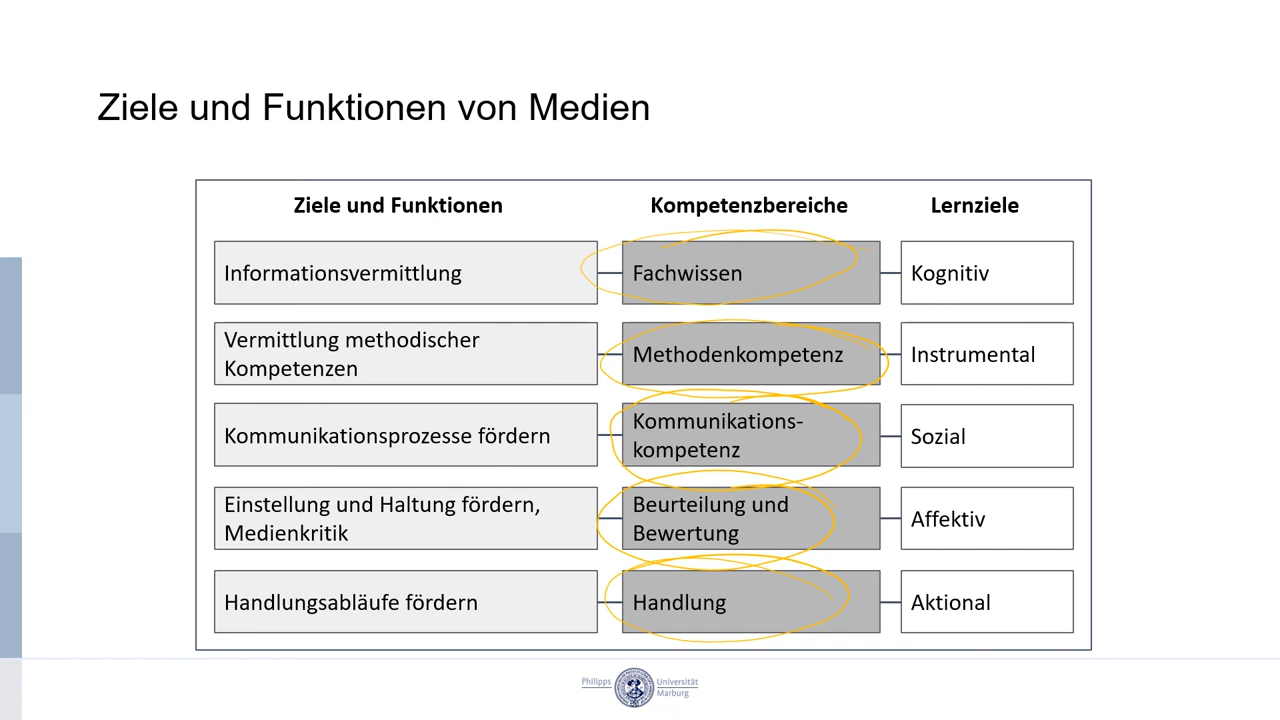 Ziele und Funktionen von Medien
Ziele und Funktionen
Kompetenzbereiche
Lernziele
Informationsvermittlung
Fachwissen
Kognitiv
Vermittlung methodischer
Kompetenzen
Methodenkompetenz
Instrumental
Kommunikationsprozesse fördern
Kommunikations-
kompetenz
Sozial
Einstellung und Haltung fördern,
Medienkritik
Beurteilung und
Bewertung
Affektiv
Handlungsabläufe fördern
Handlung
Aktional
Philipps
Universität
Marburg